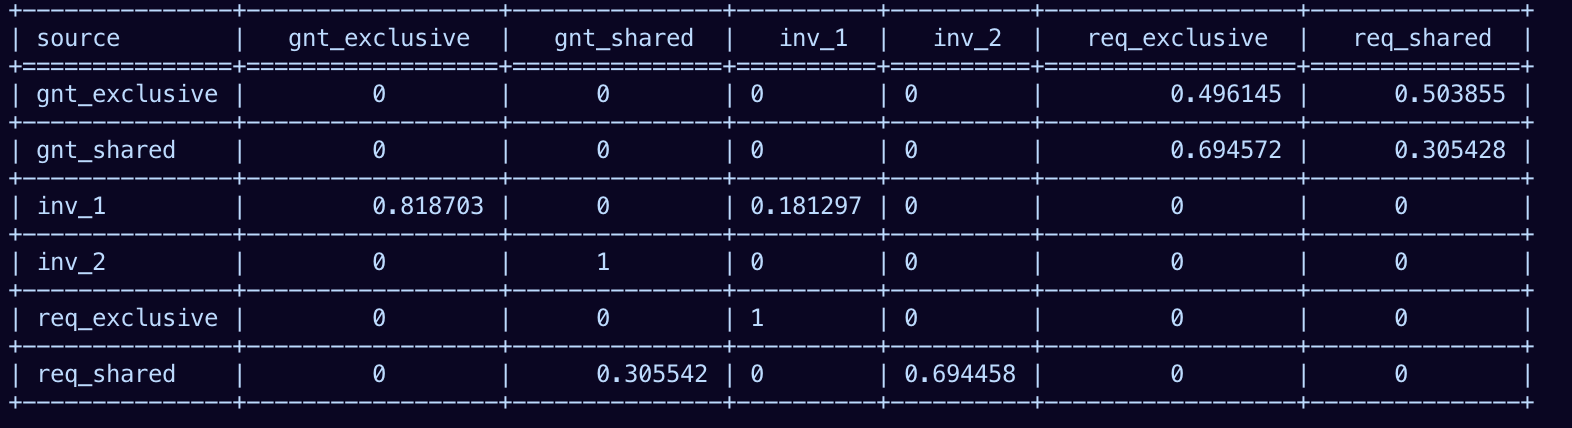 +---------------+------------------+---------------+----------+----------+------------------+---------------+
| source        |   gnt_exclusive  |   gnt_shared  |   inv_1  |   inv_2  |   req_exclusive  |   req_shared  |
+===============+==================+===============+==========+==========+==================+===============+
| gnt_exclusive |         0        |      0        | 0        | 0        |         0.496145 |      0.503855 |
+---------------+------------------+---------------+----------+----------+------------------+---------------+
| gnt_shared    |         0        |      0        | 0        | 0        |         0.694572 |      0.305428 |
+---------------+------------------+---------------+----------+----------+------------------+---------------+
| inv_1         |         0.818703 |      0        | 0.181297 | 0        |         0        |      0        |
+---------------+------------------+---------------+----------+----------+------------------+---------------+
| inv_2         |         0        |      1        | 0        | 0        |         0        |      0        |
+---------------+------------------+---------------+----------+----------+------------------+---------------+
| req_exclusive |         0        |      0        | 1        | 0        |         0        |      0        |
+---------------+------------------+---------------+----------+----------+------------------+---------------+
| req_shared    |         0        |      0.305542 | 0        | 0.694458 |         0        |      0        |
+---------------+------------------+---------------+----------+----------+------------------+---------------+